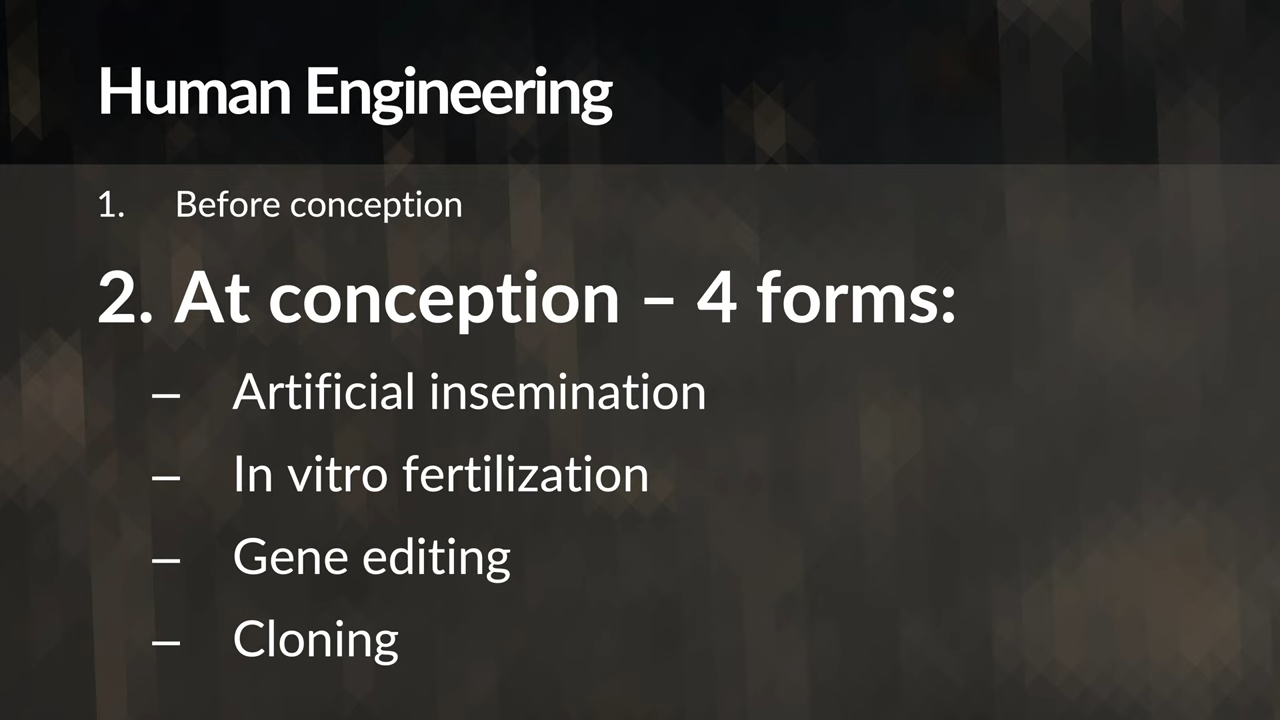 Human Engineering
1. Before conception
2. At conception – 4 forms:
– Artificial insemination
– In vitro fertilization
– Gene editing
– Cloning